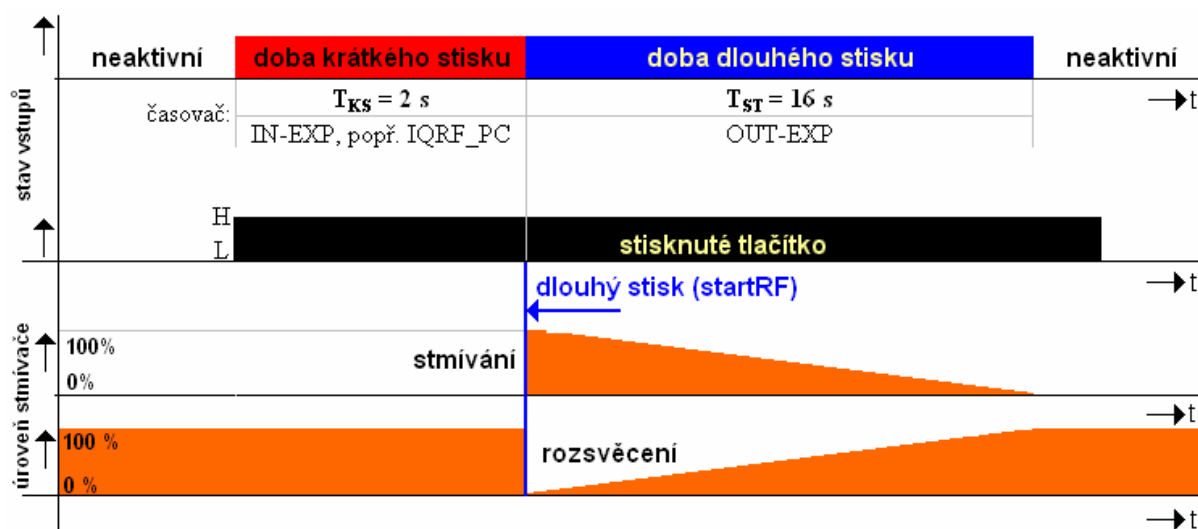 neaktivní
doba krátkého stisku
doba dlouhého stisku
neaktivní
stav vstupů
časovač:
T_KS = 2 s
T_ST = 16 s
t
IN-EXP, popř. IQRF_PC
OUT-EXP
H
L
stisknuté tlačítko
t
dlouhý stisk (startRF)
úroveň stmívače
100%
0%
stmívání
t
100 %
0 %
rozsvěcení
t